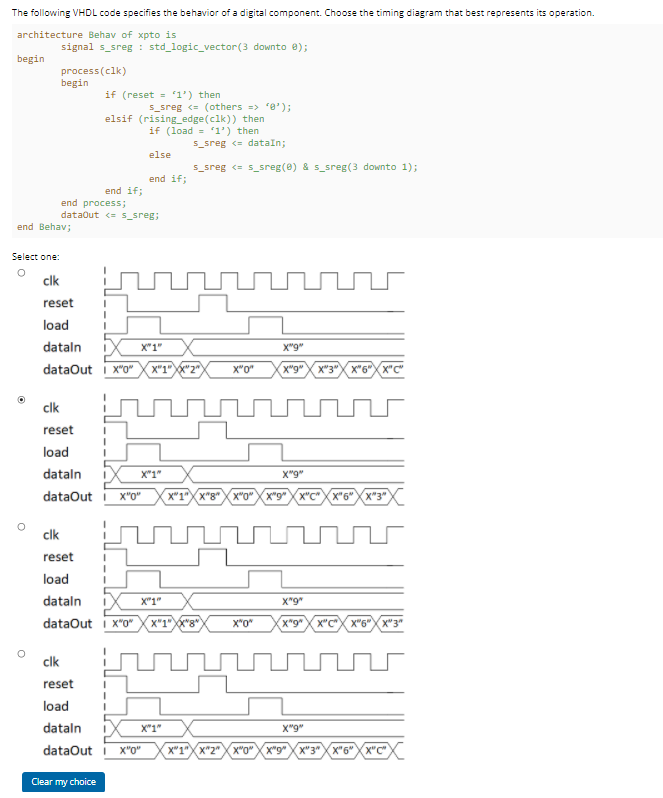 The following VHDL code specifies the behavior of a digital component. Choose the timing diagram that best represents its operation.
architecture Behav of xpto is
signal s_sreg : std_logic_vector(3 downto 0);
begin
process(clk)
begin
if (reset = ‘1’) then
s_sreg <= (others => ‘0’);
elsif (rising_edge(clk)) then
if (load = ‘1’) then
s_sreg <= dataIn;
else
s_sreg <= s_sreg(0) & s_sreg(3 downto 1);
end if;
end if;
end process;
dataOut <= s_sreg;
end Behav;
Select one:
clk
reset
load
dataIn X"1" X"9"
dataOut X"0" X"1" X"2" X"0" X"9" X"3" X"6" X"C"
clk
reset
load
dataIn X"1" X"9"
dataOut X"0" X"1" X"8" X"0" X"9" X"C" X"6" X"3"
clk
reset
load
dataIn X"1" X"9"
dataOut X"0" X"1" X"8" X"0" X"9" X"C" X"6" X"3"
clk
reset
load
dataIn X"1" X"9"
dataOut X"0" X"1" X"2" X"0" X"9" X"3" X"6" X"C"
Clear my choice